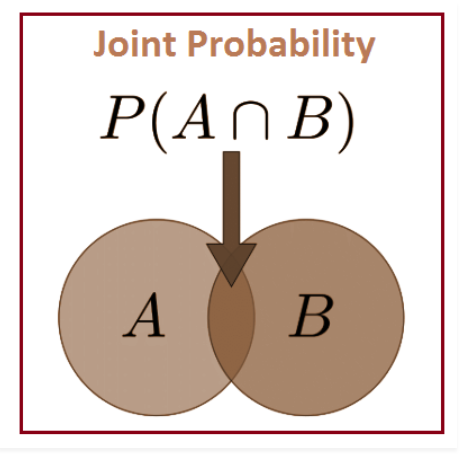 Joint Probability
P(A ∩ B)
A B